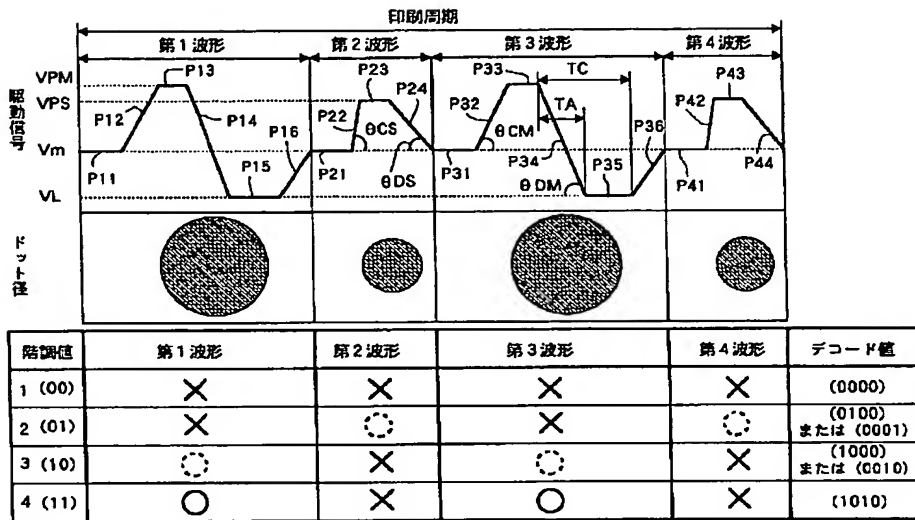 印刷周期
第1波形 第2波形 第3波形 第4波形
駆動信号
VPM
VPS
Vm
VL
P11 P12 P13 P14 P15 P16
P21 P22 P23 P24 θCS θDS
P31 P32 P33 P34 P35 P36 θCM θDM TA TC
P41 P42 P43 P44
ドット径
階調値 第1波形 第2波形 第3波形 第4波形 デコード値
1 (00) × × × × (0000)
2 (01) × ○ × ○ (0100)
または (0001)
3 (10) ○ × ○ × (1000)
または (0010)
4 (11) ○ × ○ × (1010)